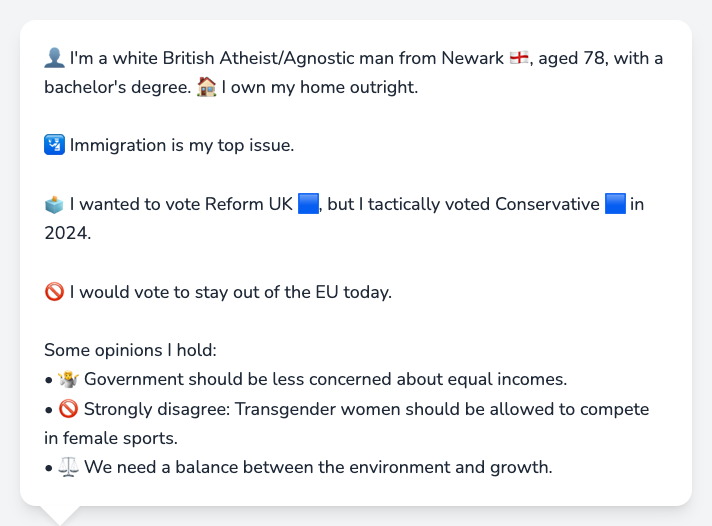 👤 I'm a white British Atheist/Agnostic man from Newark 🏴󠁧󠁢󠁥󠁮󠁧󠁿, aged 78, with a
bachelor's degree. 🏠 I own my home outright.
🛂 Immigration is my top issue.
🗳️ I wanted to vote Reform UK 🟦, but I tactically voted Conservative 🟦 in
2024.
🚫 I would vote to stay out of the EU today.
Some opinions I hold:
• 🤷 Government should be less concerned about equal incomes.
• 🚫 Strongly disagree: Transgender women should be allowed to compete
in female sports.
• ⚖️ We need a balance between the environment and growth.